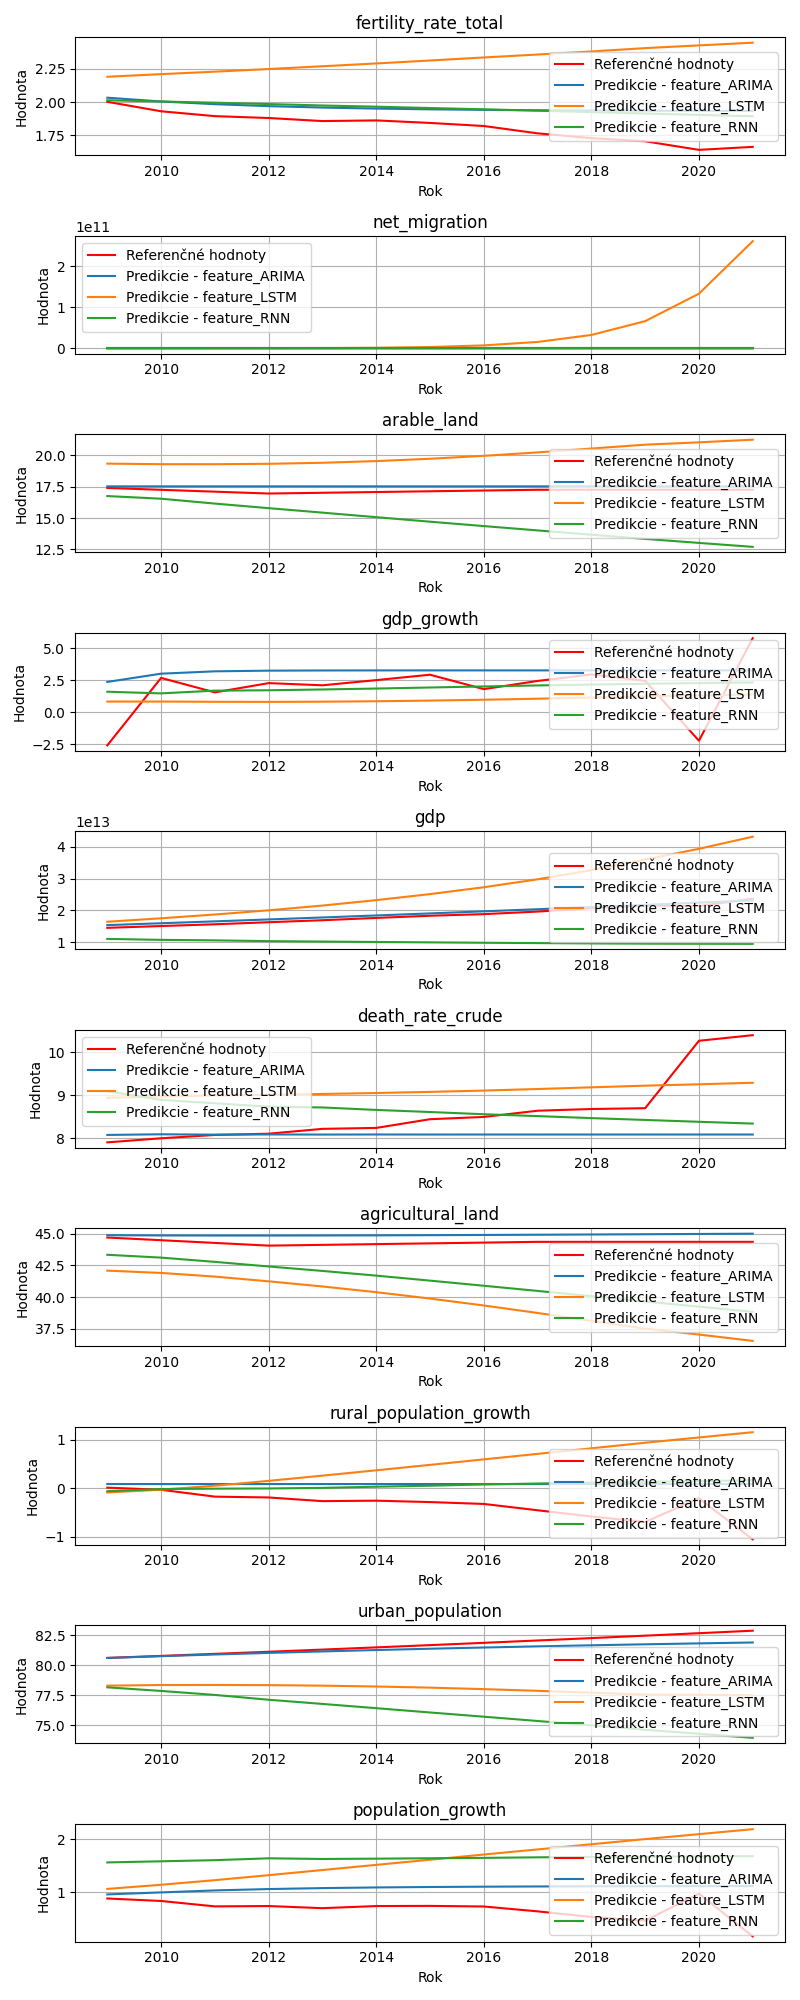 fertility_rate_total
Hodnota
2.25
2.00
1.75
Referenčné hodnoty
Predikcie - feature_ARIMA
Predikcie - feature_LSTM
Predikcie - feature_RNN
2010 2012 2014 2016 2018 2020
Rok
net_migration
1e11
Hodnota
2
1
0
Referenčné hodnoty
Predikcie - feature_ARIMA
Predikcie - feature_LSTM
Predikcie - feature_RNN
2010 2012 2014 2016 2018 2020
Rok
arable_land
Hodnota
20.0
17.5
15.0
12.5
Referenčné hodnoty
Predikcie - feature_ARIMA
Predikcie - feature_LSTM
Predikcie - feature_RNN
2010 2012 2014 2016 2018 2020
Rok
gdp_growth
Hodnota
5.0
2.5
0.0
−2.5
Referenčné hodnoty
Predikcie - feature_ARIMA
Predikcie - feature_LSTM
Predikcie - feature_RNN
2010 2012 2014 2016 2018 2020
Rok
gdp
1e13
Hodnota
4
3
2
1
Referenčné hodnoty
Predikcie - feature_ARIMA
Predikcie - feature_LSTM
Predikcie - feature_RNN
2010 2012 2014 2016 2018 2020
Rok
death_rate_crude
Hodnota
10
9
8
Referenčné hodnoty
Predikcie - feature_ARIMA
Predikcie - feature_LSTM
Predikcie - feature_RNN
2010 2012 2014 2016 2018 2020
Rok
agricultural_land
Hodnota
45.0
42.5
40.0
37.5
Referenčné hodnoty
Predikcie - feature_ARIMA
Predikcie - feature_LSTM
Predikcie - feature_RNN
2010 2012 2014 2016 2018 2020
Rok
rural_population_growth
Hodnota
1
0
−1
Referenčné hodnoty
Predikcie - feature_ARIMA
Predikcie - feature_LSTM
Predikcie - feature_RNN
2010 2012 2014 2016 2018 2020
Rok
urban_population
Hodnota
82.5
80.0
77.5
75.0
Referenčné hodnoty
Predikcie - feature_ARIMA
Predikcie - feature_LSTM
Predikcie - feature_RNN
2010 2012 2014 2016 2018 2020
Rok
population_growth
Hodnota
2
1
Referenčné hodnoty
Predikcie - feature_ARIMA
Predikcie - feature_LSTM
Predikcie - feature_RNN
2010 2012 2014 2016 2018 2020
Rok